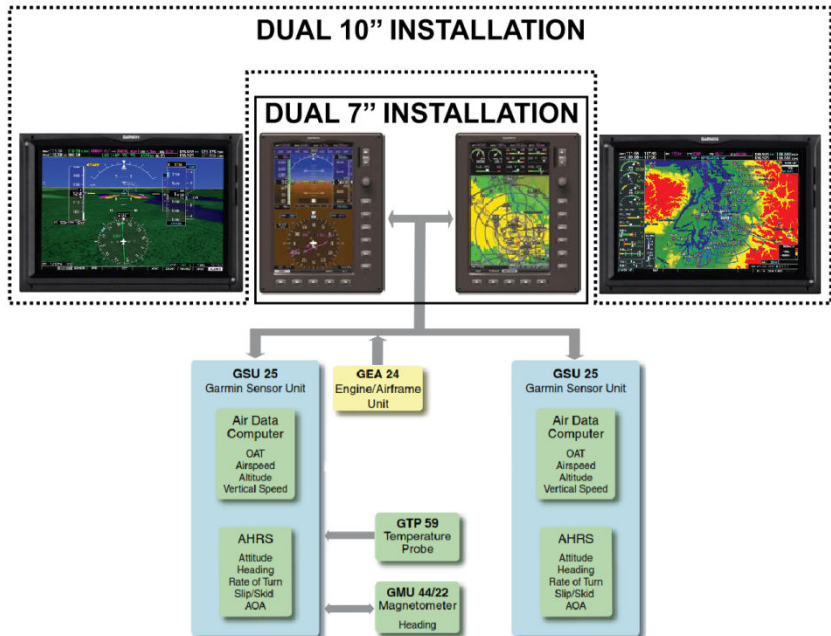 DUAL 10” INSTALLATION
DUAL 7” INSTALLATION
GARMIN
GSU 25
Garmin Sensor Unit
Air Data
Computer
OAT
Airspeed
Altitude
Vertical Speed
AHRS
Attitude
Heading
Rate of Turn
Slip/Skid
AOA
GEA 24
Engine/Airframe
Unit
GTP 59
Temperature
Probe
GMU 44/22
Magnetometer
Heading
GSU 25
Garmin Sensor Unit
Air Data
Computer
OAT
Airspeed
Altitude
Vertical Speed
AHRS
Attitude
Heading
Rate of Turn
Slip/Skid
AOA